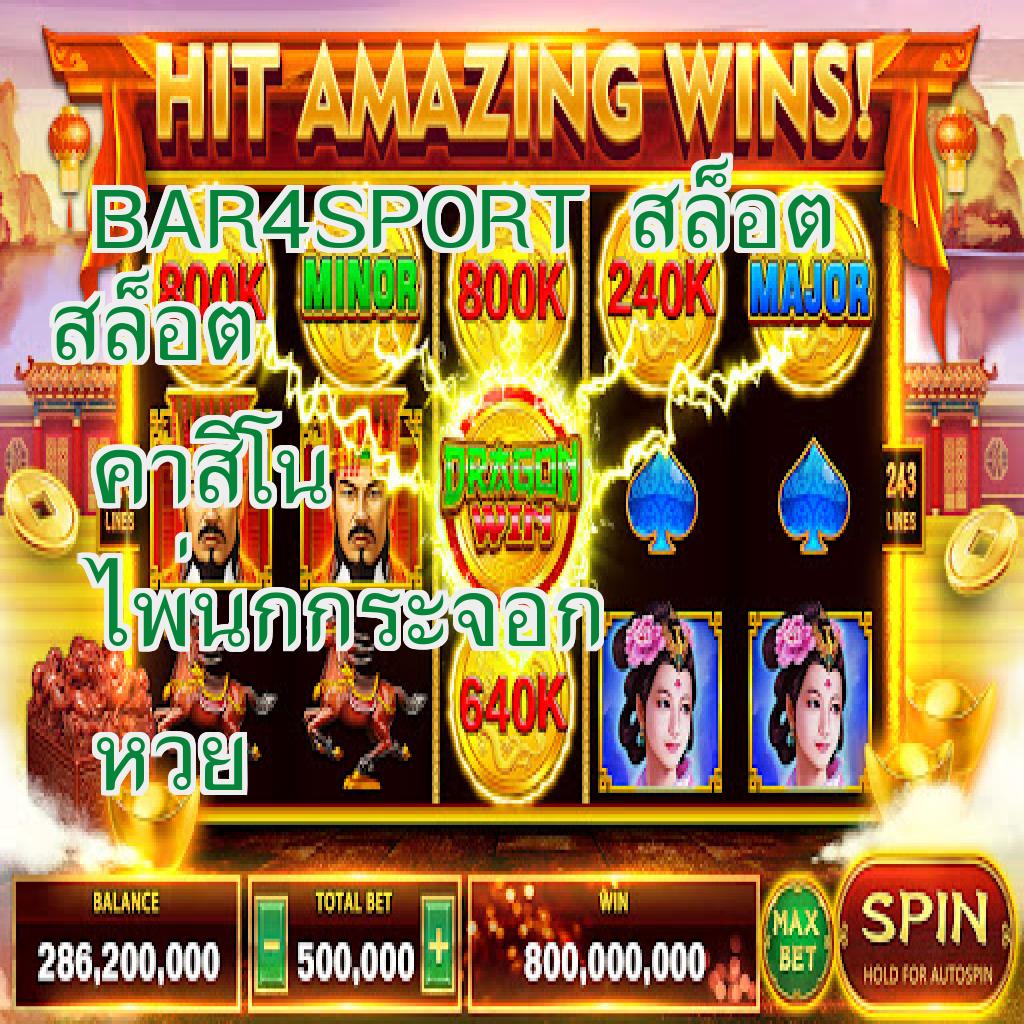 HIT AMAZING WINS!
BAR4SPORT สล็อต
800K MINOR 800K 240K MAJOR
สล็อต
คาสิโน
DRAGON
WIN
LINES
243
LINES
ไพ่นกกระจอก
640K
หวย
BALANCE TOTAL BET WIN
286,200,000 - 500,000 + 800,000,000
MAX
BET
SPIN
HOLD FOR AUTOSPIN